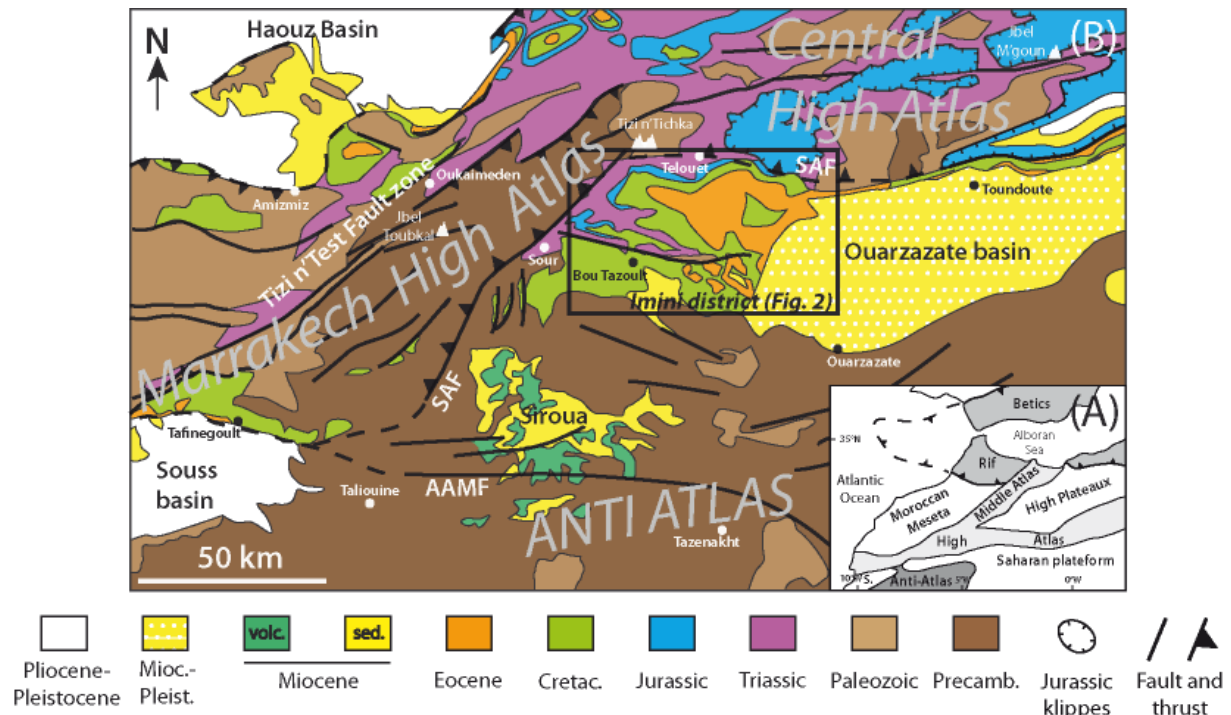 Haouz Basin
N
Central
High Atlas
Jbel
M'goun
(B)
Tizi n'Tichka
Telouet
SAF
Toundoute
Oukaimeden
Amizmiz
Tizi n'Test Fault zone
Jbel
Toubkal
Marrakech High Atlas
Sour
Bou Tazoult
Ouarzazate basin
Imini district (Fig. 2)
Ouarzazate
SAF
Siroua
Tafinegoult
Souss
basin
Taliouine
AAMF
ANTI ATLAS
Tazenakht
50 km
(A)
Betics
35°N
Alboran
Sea
Rif
Atlantic
Ocean
Moroccan
Meseta
Middle Atlas
High Plateaux
High
Atlas
Saharan plateform
Anti-Atlas
5°W
0°W
volc.
sed.
Pliocene-
Pleistocene
Mioc.-
Pleist.
Miocene
Eocene
Cretac.
Jurassic
Triassic
Paleozoic
Precamb.
Jurassic
klippes
Fault and
thrust